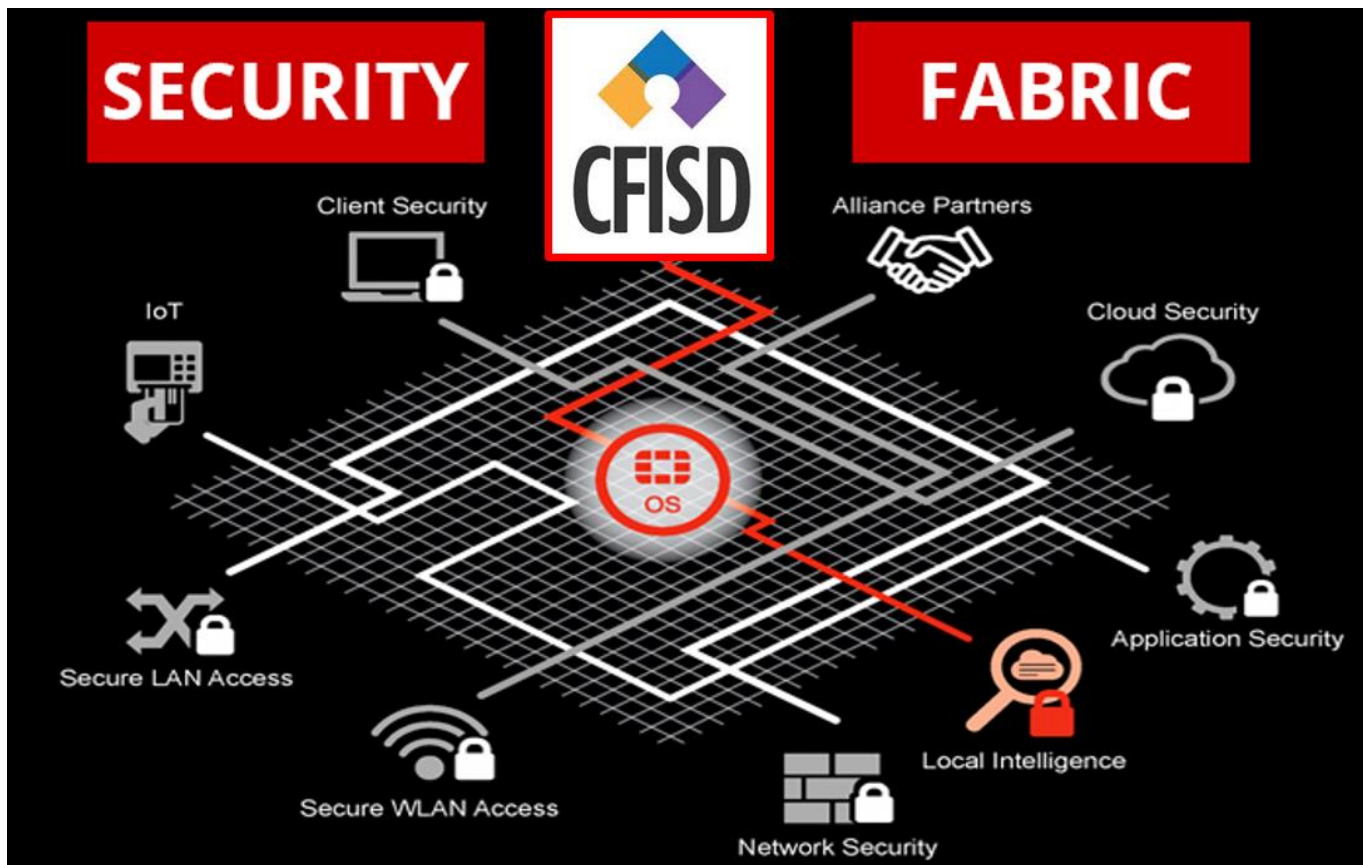 SECURITY
CFISD
FABRIC
Client Security
Alliance Partners
IoT
Cloud Security
OS
Application Security
Secure LAN Access
Local Intelligence
Secure WLAN Access
Network Security